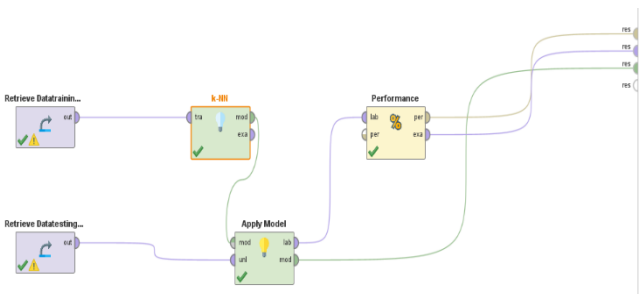 res
res
res
res
Retrieve Datatrainin...
out
k-NN
tra
mod
exa
Performance
lab
per
per
exa
%
Retrieve Datatesting...
out
Apply Model
mod
lab
unl
mod